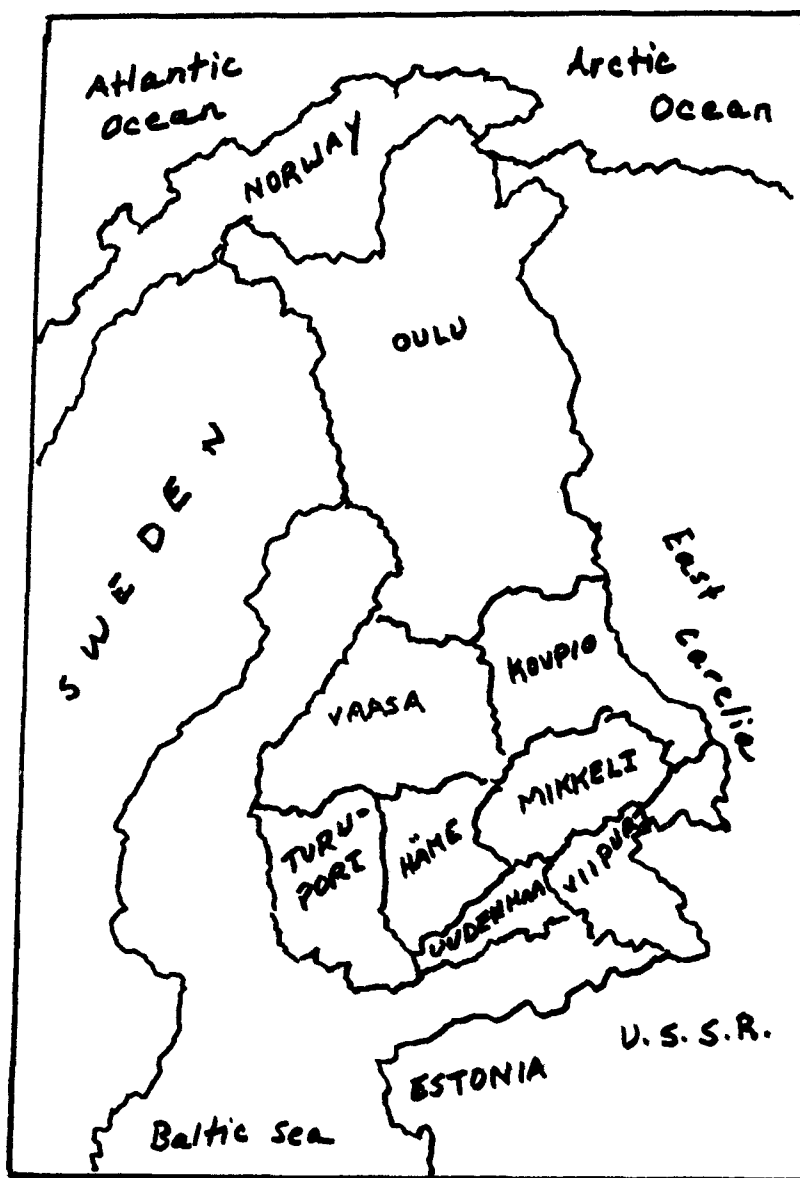 Atlantic
Ocean
Arctic
Ocean
NORWAY
OULU
SWEDEN
East
Carelia
KOUPIO
VAASA
MIKKELI
TURU-
PORI
HÄME
VIIPURI
UUDENMAA
U.S.S.R.
ESTONIA
Baltic Sea